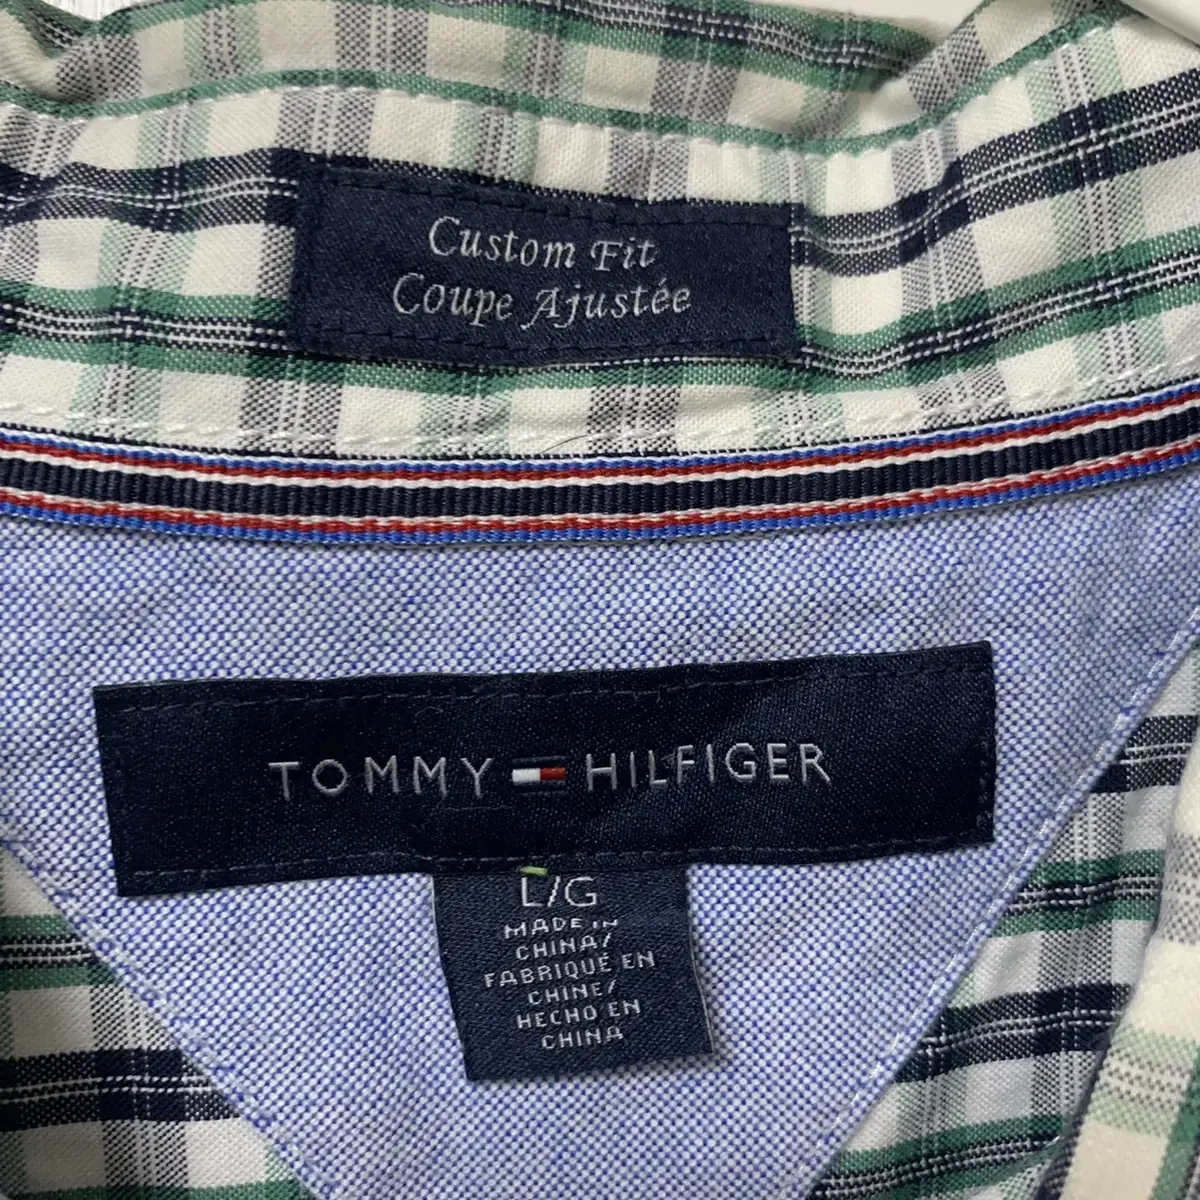 Custom Fit
Coupe Ajustée
TOMMY HILFIGER
L/G
MADE IN
CHINA/
FABRIQUÉ EN
CHINE/
HECHO EN
CHINA